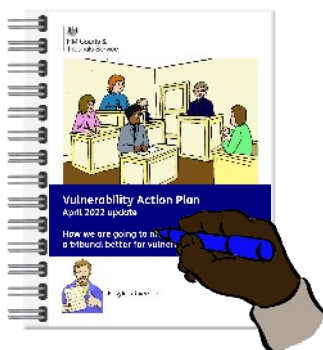 HM Courts &
Tribunals Service
Vulnerability Action Plan
April 2022 update
How we are going to m
a tribunal better for vulner